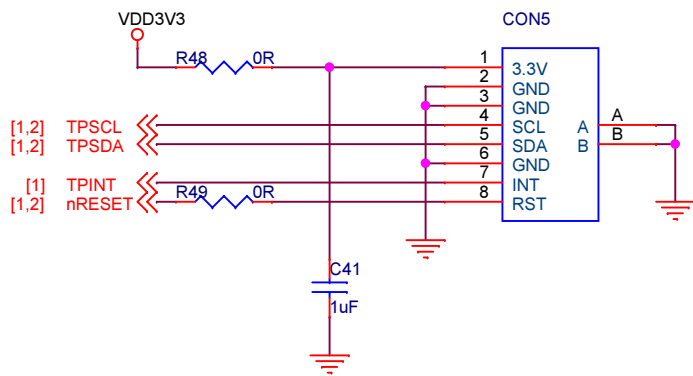 VDD3V3 CON5
R48 0R 1 3.3V
2 GND
3 GND
[1,2] TPSCL 4 SCL A A
[1,2] TPSDA 5 SDA B B
6 GND
[1] TPINT 7 INT
[1,2] nRESET R49 0R 8 RST
C41
1uF